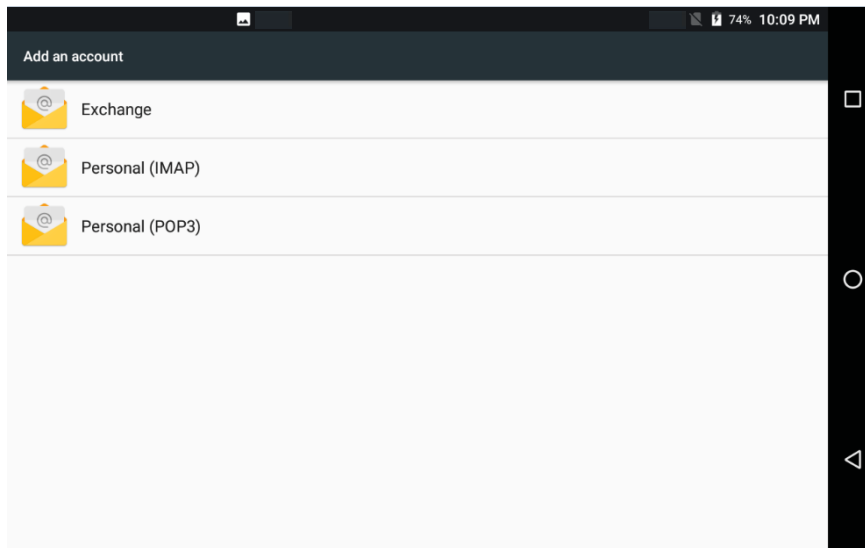 74% 10:09 PM
Add an account
@ Exchange
@ Personal (IMAP)
@ Personal (POP3)